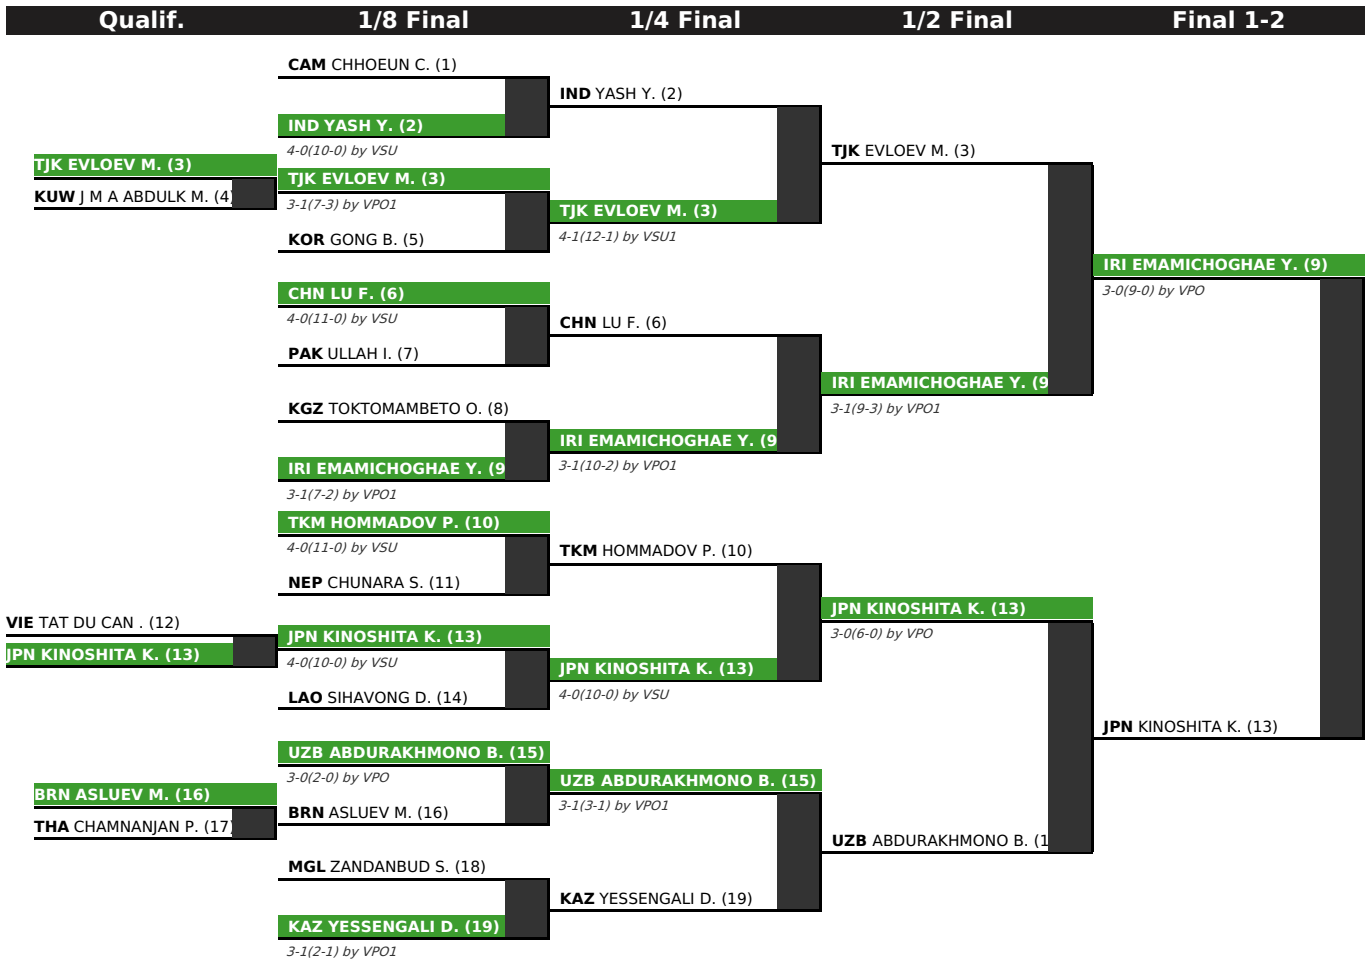 Qualif.
1/8 Final
1/4 Final
1/2 Final
Final 1-2
TJK EVLOEV M. (3)
KUW J M A ABDULK M. (4)
VIE TAT DU CAN . (12)
JPN KINOSHITA K. (13)
BRN ASLUEV M. (16)
THA CHAMNANJAN P. (17)
CAM CHHOEUN C. (1)
IND YASH Y. (2)
4-0(10-0) by VSU
TJK EVLOEV M. (3)
3-1(7-3) by VPO1
KOR GONG B. (5)
CHN LU F. (6)
4-0(11-0) by VSU
PAK ULLAH I. (7)
KGZ TOKTOMAMBETO O. (8)
IRI EMAMICHOGHAE Y. (9
3-1(7-2) by VPO1
TKM HOMMADOV P. (10)
4-0(11-0) by VSU
NEP CHUNARA S. (11)
JPN KINOSHITA K. (13)
4-0(10-0) by VSU
LAO SIHAVONG D. (14)
UZB ABDURAKHMONO B. (15)
3-0(2-0) by VPO
BRN ASLUEV M. (16)
MGL ZANDANBUD S. (18)
KAZ YESSENGALI D. (19)
3-1(2-1) by VPO1
IND YASH Y. (2)
TJK EVLOEV M. (3)
4-1(12-1) by VSU1
CHN LU F. (6)
IRI EMAMICHOGHAE Y. (9
3-1(10-2) by VPO1
TKM HOMMADOV P. (10)
JPN KINOSHITA K. (13)
4-0(10-0) by VSU
UZB ABDURAKHMONO B. (15)
3-1(3-1) by VPO1
KAZ YESSENGALI D. (19)
TJK EVLOEV M. (3)
IRI EMAMICHOGHAE Y. (9
3-1(9-3) by VPO1
JPN KINOSHITA K. (13)
3-0(6-0) by VPO
UZB ABDURAKHMONO B. (1
IRI EMAMICHOGHAE Y. (9)
3-0(9-0) by VPO
JPN KINOSHITA K. (13)